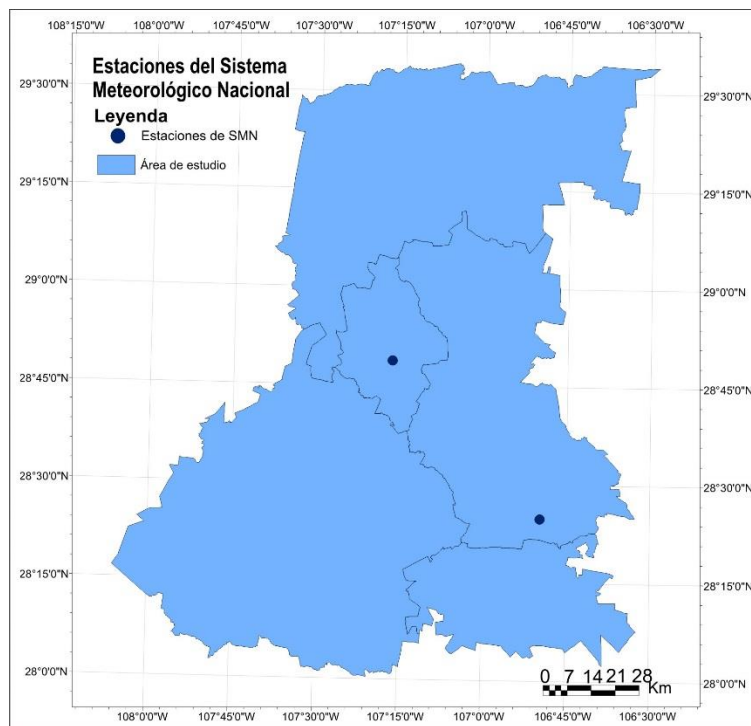 108°15'0"W 108°0'0"W 107°45'0"W 107°30'0"W 107°15'0"W 107°0'0"W 106°45'0"W 106°30'0"W
Estaciones del Sistema
Meteorológico Nacional
Leyenda
Estaciones de SMN
Área de estudio
29°30'0"N 29°30'0"N
29°15'0"N 29°15'0"N
29°0'0"N 29°0'0"N
28°45'0"N 28°45'0"N
28°30'0"N 28°30'0"N
28°15'0"N 28°15'0"N
28°0'0"N 28°0'0"N
0 7 14 21 28
Km
108°0'0"W 107°45'0"W 107°30'0"W 107°15'0"W 107°0'0"W 106°45'0"W 106°30'0"W